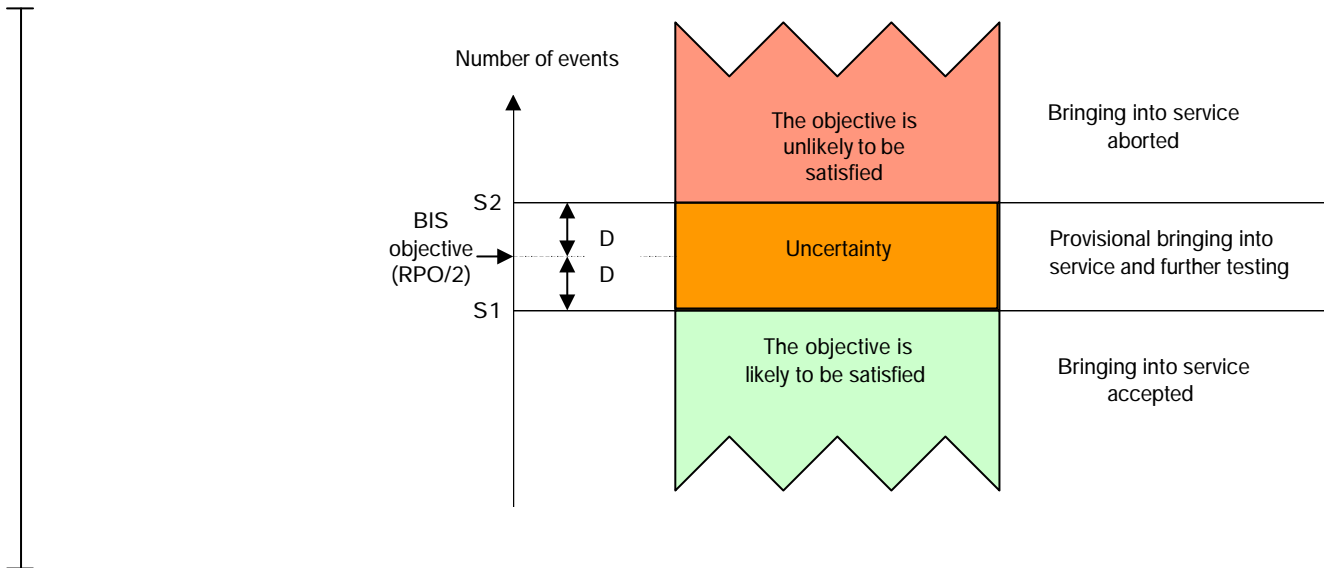 Number of events
The objective is
unlikely to be
satisfied
Bringing into service
aborted
S2
BIS
objective
(RPO/2)
D
D
Uncertainty
Provisional bringing into
service and further testing
S1
The objective is
likely to be satisfied
Bringing into service
accepted